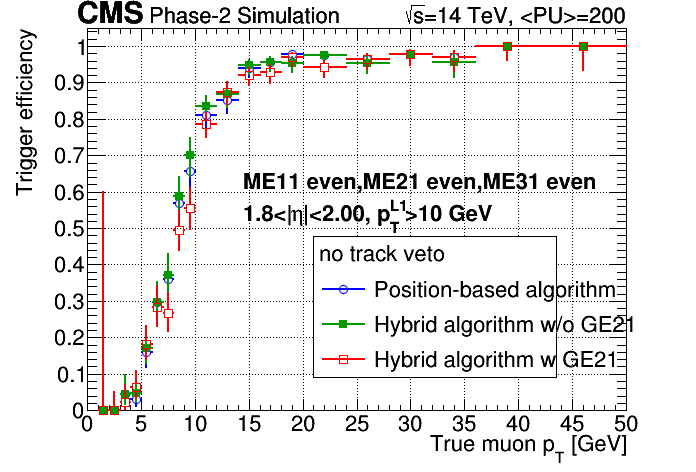 CMS Phase-2 Simulation √s=14 TeV, <PU>=200
Trigger efficiency
1
0.9
0.8
0.7
0.6
0.5
0.4
0.3
0.2
0.1
0
ME11 even,ME21 even,ME31 even
1.8<|η|<2.00, p_T^L1>10 GeV
no track veto
Position-based algorithm
Hybrid algorithm w/o GE21
Hybrid algorithm w GE21
0 5 10 15 20 25 30 35 40 45 50
True muon p_T [GeV]